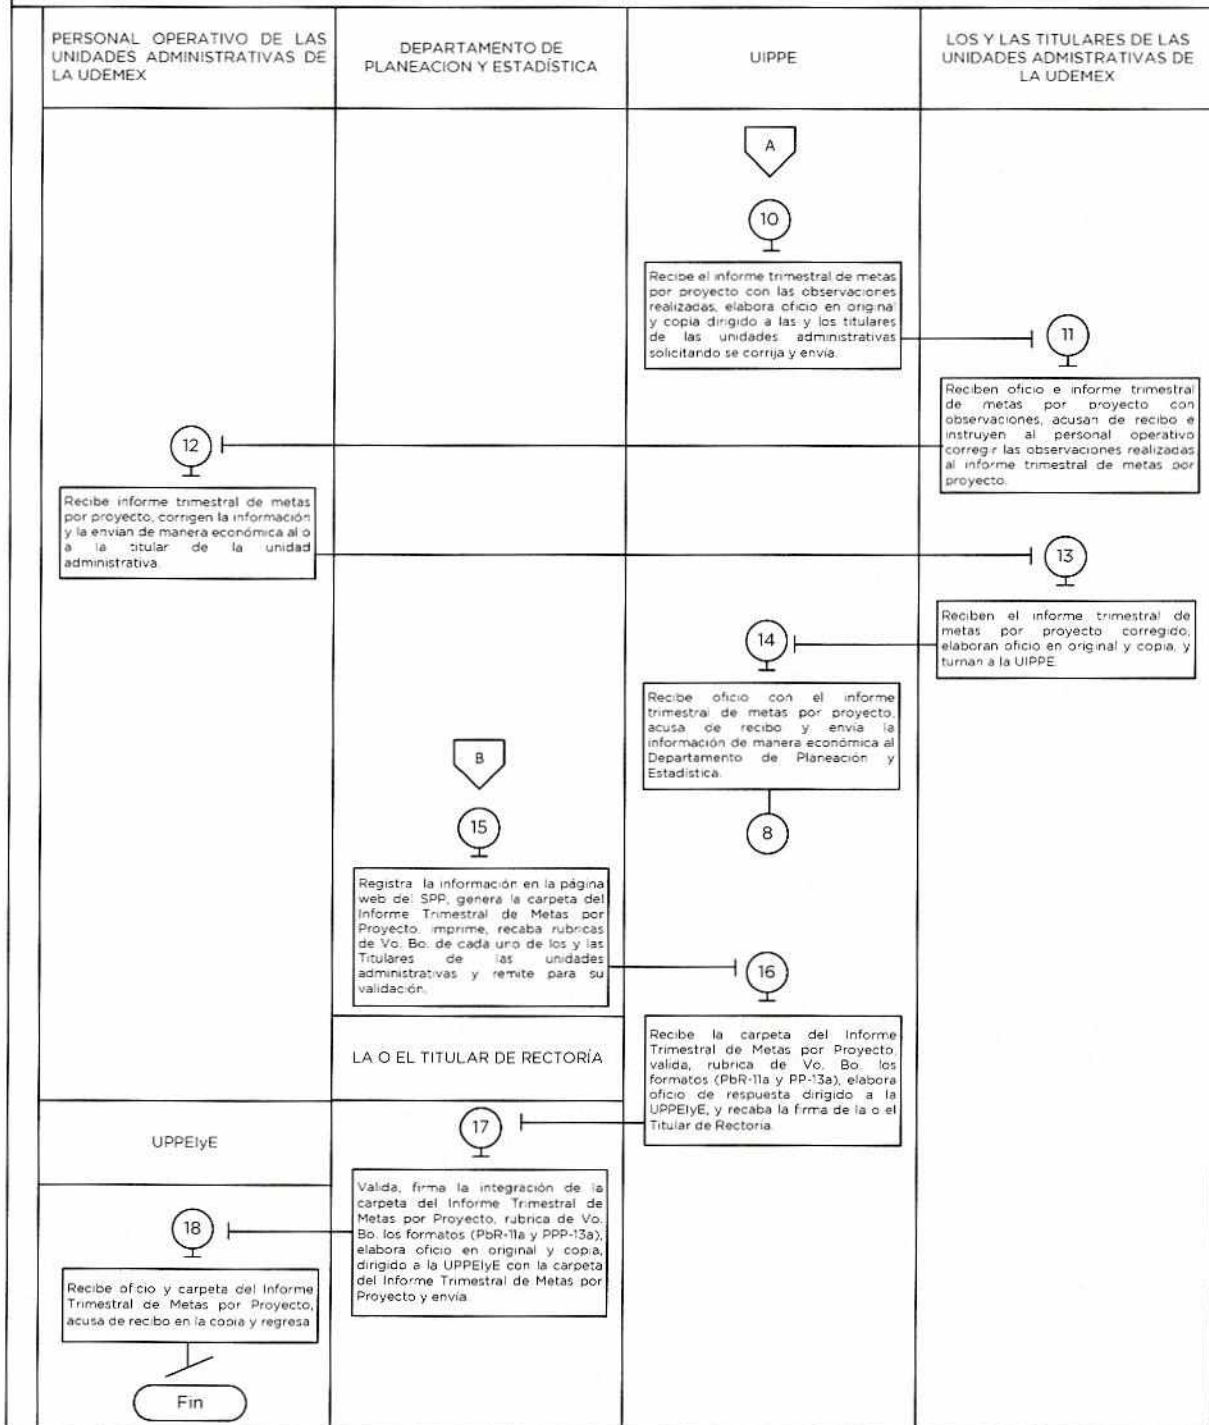 PERSONAL OPERATIVO DE LAS
UNIDADES ADMINISTRATIVAS DE
LA UDEMEX
DEPARTAMENTO DE
PLANEACION Y ESTADÍSTICA
UIPPE
LOS Y LAS TITULARES DE LAS
UNIDADES ADMISTRATIVAS DE
LA UDEMEX
A
10
Recibe el informe trimestral de metas
por proyecto con las observaciones
realizadas, elabora oficio en original
y copia dirigido a las y los titulares
de las unidades administrativas
solicitando se corrija y envía.
11
Reciben oficio e informe trimestral
de metas por proyecto con
observaciones, acusan de recibo e
instruyen al personal operativo
corregir las observaciones realizadas
al informe trimestral de metas por
proyecto.
12
Recibe informe trimestral de metas
por proyecto, corrigen la información
y la envían de manera económica al o
a la titular de la unidad
administrativa.
13
Reciben el informe trimestral de
metas por proyecto corregido,
elaboran oficio en original y copia, y
turnan a la UIPPE.
14
Recibe oficio con el informe
trimestral de metas por proyecto,
acusa de recibo y envía la
información de manera económica al
Departamento de Planeación y
Estadística.
8
B
15
Registra la información en la página
web del SPP, genera la carpeta del
Informe Trimestral de Metas por
Proyecto, imprime, recaba rubricas
de Vo. Bo. de cada uno de los y las
Titulares de las unidades
administrativas y remite para su
validación.
16
Recibe la carpeta del Informe
Trimestral de Metas por Proyecto,
valida, rubrica de Vo. Bo. los
formatos (PbR-11a y PP-13a), elabora
oficio de respuesta dirigido a la
UPPEIyE, y recaba la firma de la o el
Titular de Rectoría.
LA O EL TITULAR DE RECTORÍA
17
Valida, firma la integración de la
carpeta del Informe Trimestral de
Metas por Proyecto, rubrica de Vo.
Bo. los formatos (PbR-11a y PPP-13a),
elabora oficio en original y copia,
dirigido a la UPPEIyE con la carpeta
del Informe Trimestral de Metas por
Proyecto y envía.
UPPEIyE
18
Recibe oficio y carpeta del Informe
Trimestral de Metas por Proyecto,
acusa de recibo en la copia y regresa
Fin